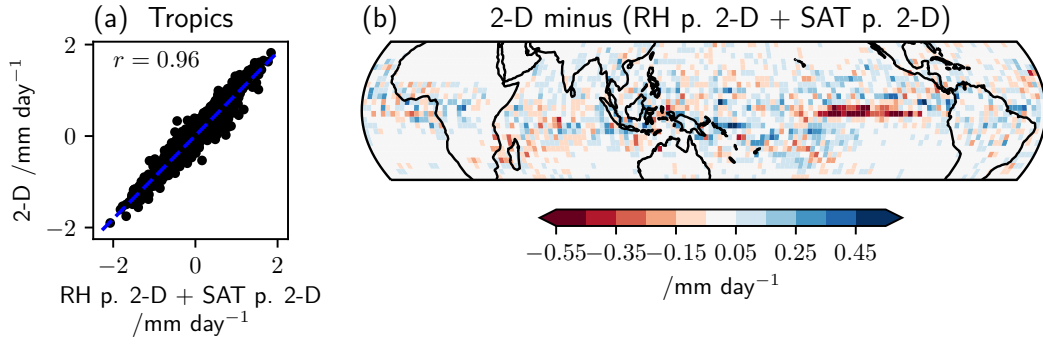 (a) Tropics
r = 0.96
2
0
−2
2-D /mm day⁻¹
−2 0 2
RH p. 2-D + SAT p. 2-D
/mm day⁻¹
(b) 2-D minus (RH p. 2-D + SAT p. 2-D)
−0.55 −0.35 −0.15 0.05 0.25 0.45
/mm day⁻¹